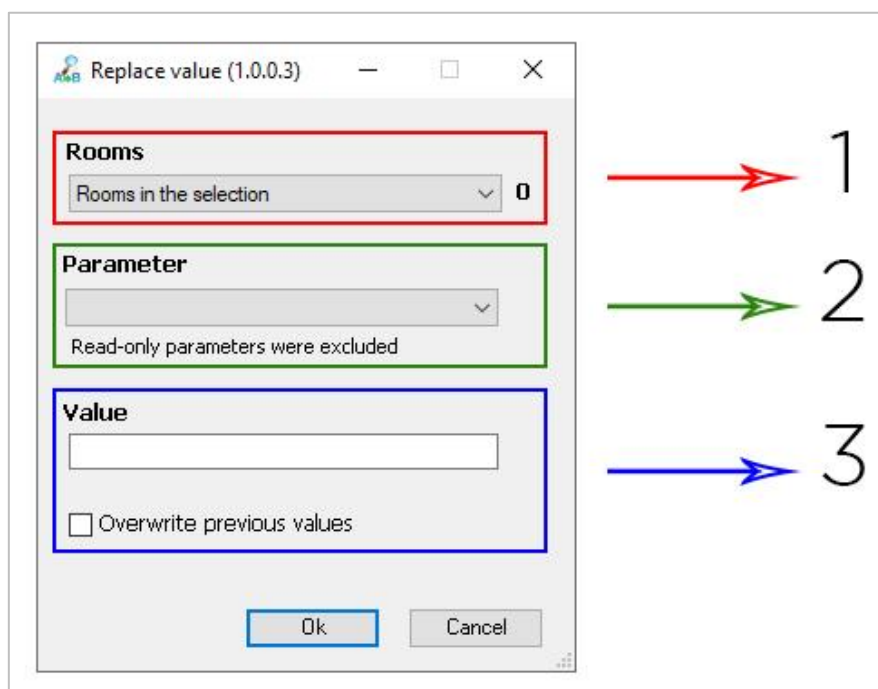 Replace value (1.0.0.3)
Rooms
Rooms in the selection 0
1
Parameter
2
Read-only parameters were excluded
Value
3
Overwrite previous values
Ok Cancel